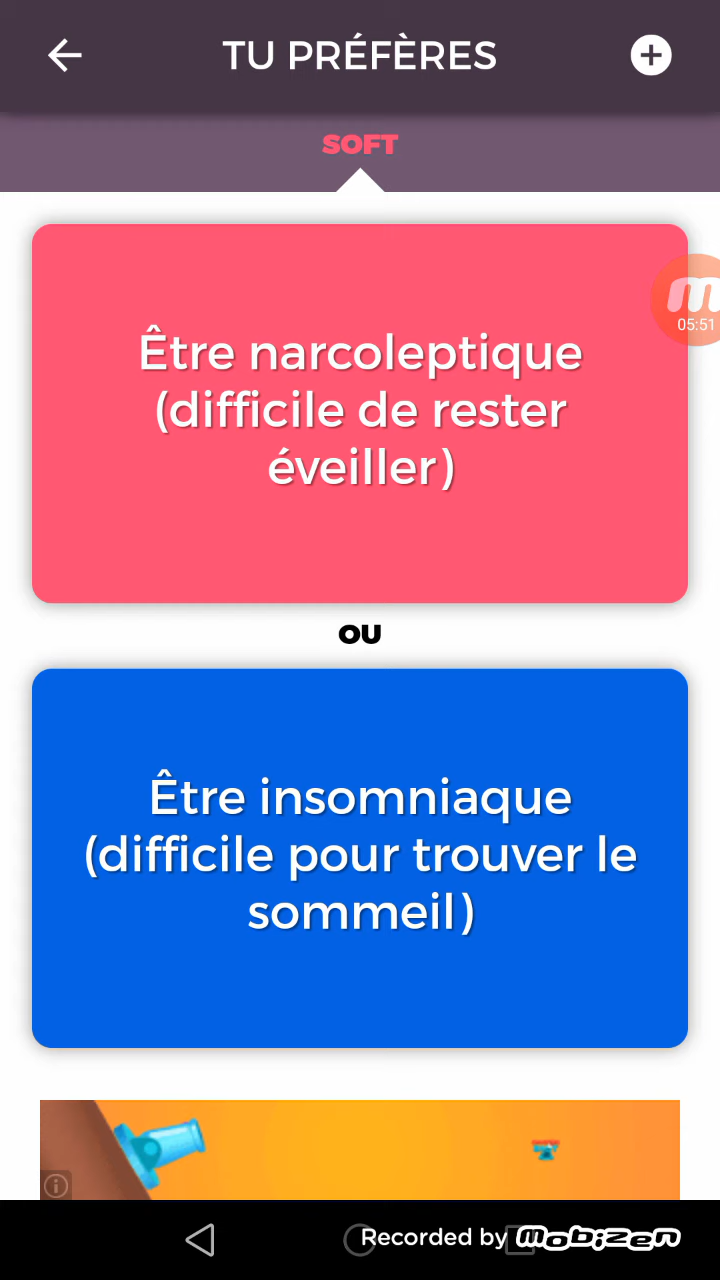 TU PRÉFÈRES
SOFT
Être narcoleptique
(difficile de rester
éveiller)
m
05:51
OU
Être insomniaque
(difficile pour trouver le
sommeil)
Recorded by mobizen